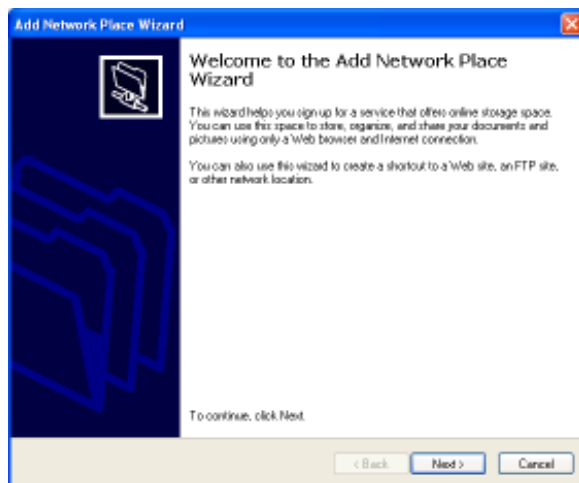 Add Network Place Wizard
Welcome to the Add Network Place
Wizard
This wizard helps you sign up for a service that offers online storage space.
You can use this space to store, organize, and share your documents and
pictures using only a Web browser and Internet connection.
You can also use this wizard to create a shortcut to a Web site, an FTP site,
or other network location.
To continue, click Next.
< Back
Next >
Cancel